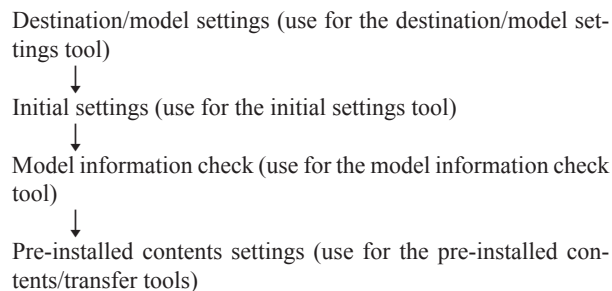 Destination/model settings (use for the destination/model set-
tings tool)
Initial settings (use for the initial settings tool)
Model information check (use for the model information check
tool)
Pre-installed contents settings (use for the pre-installed con-
tents/transfer tools)